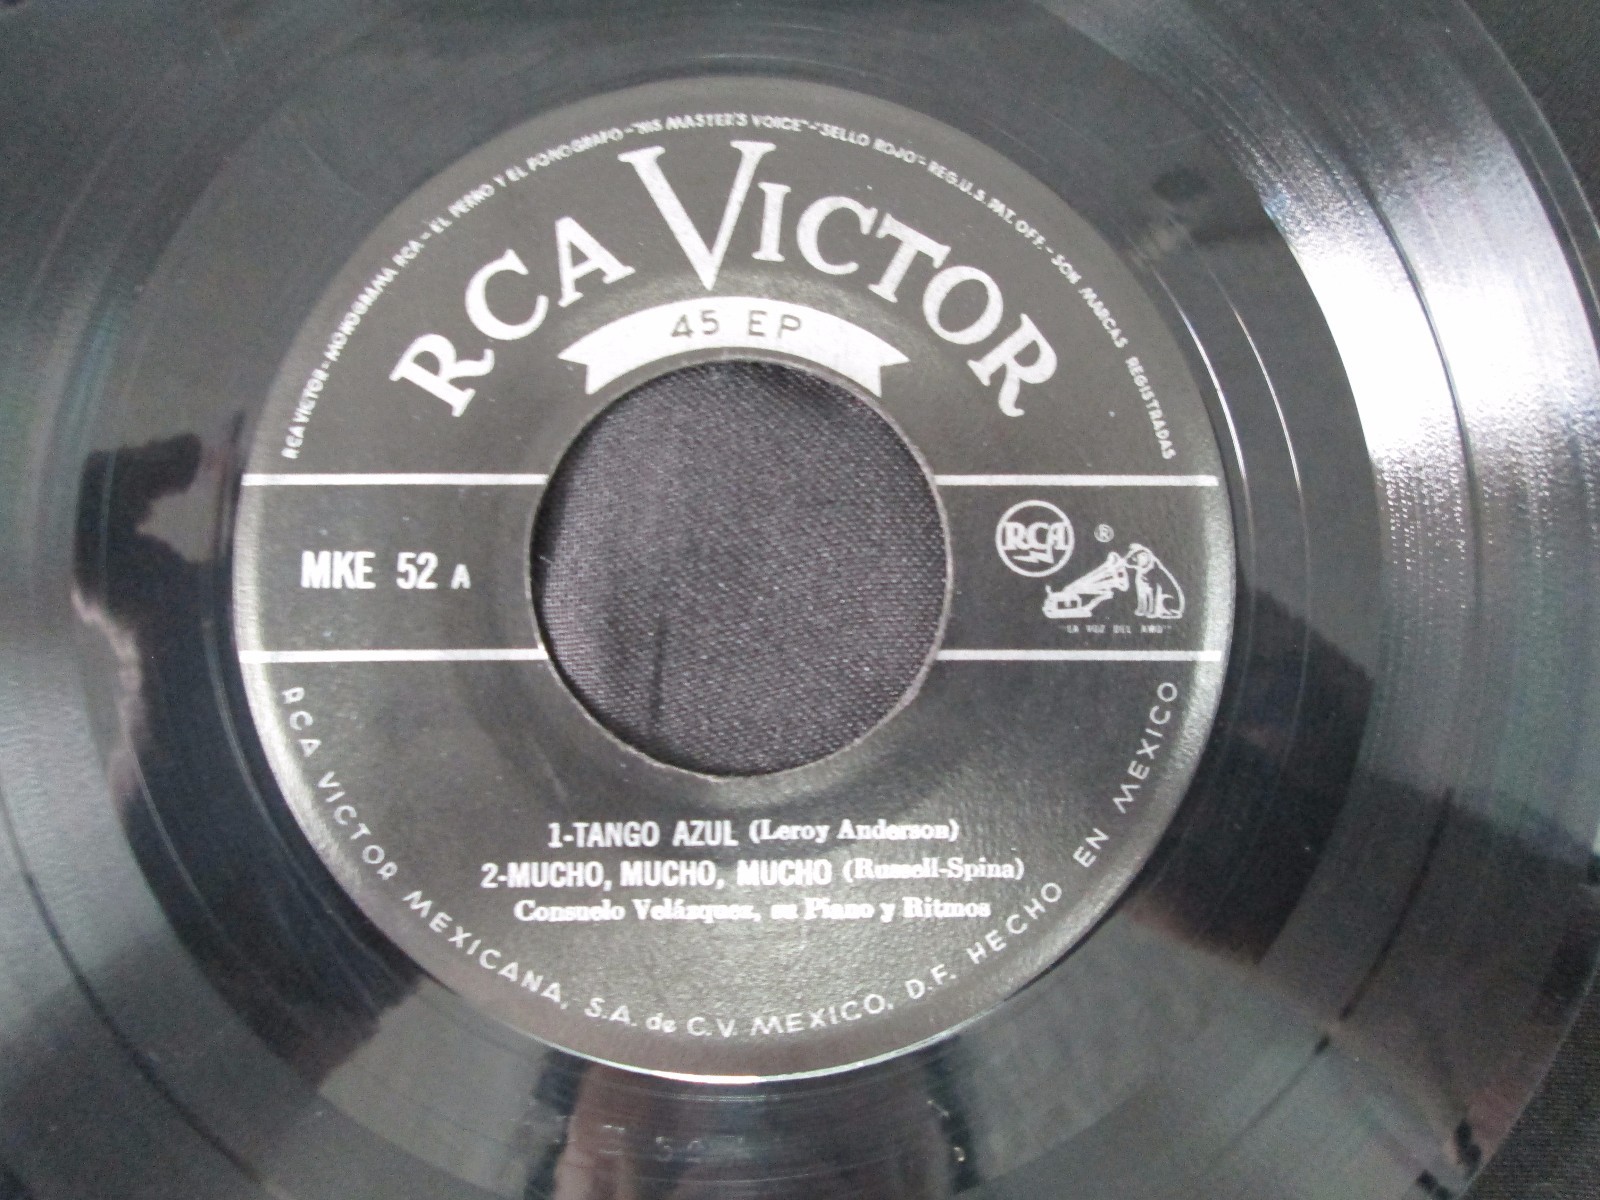 RCA VICTOR - MONOGRAMA RCA - EL PERRO Y EL FONOGRAFO - "HIS MASTER'S VOICE" - "SELLO ROJO" - REG. U.S. PAT. OFF. - SON MARCAS REGISTRADAS
RCA VICTOR
45 EP
MKE 52 A
RCA ®
"LA VOZ DEL AMO"
1-TANGO AZUL (Leroy Anderson)
2-MUCHO, MUCHO, MUCHO (Russell-Spina)
Consuelo Velázquez, su Piano y Ritmos
RCA VICTOR MEXICANA, S.A. de C.V. MEXICO, D.F. HECHO EN MEXICO